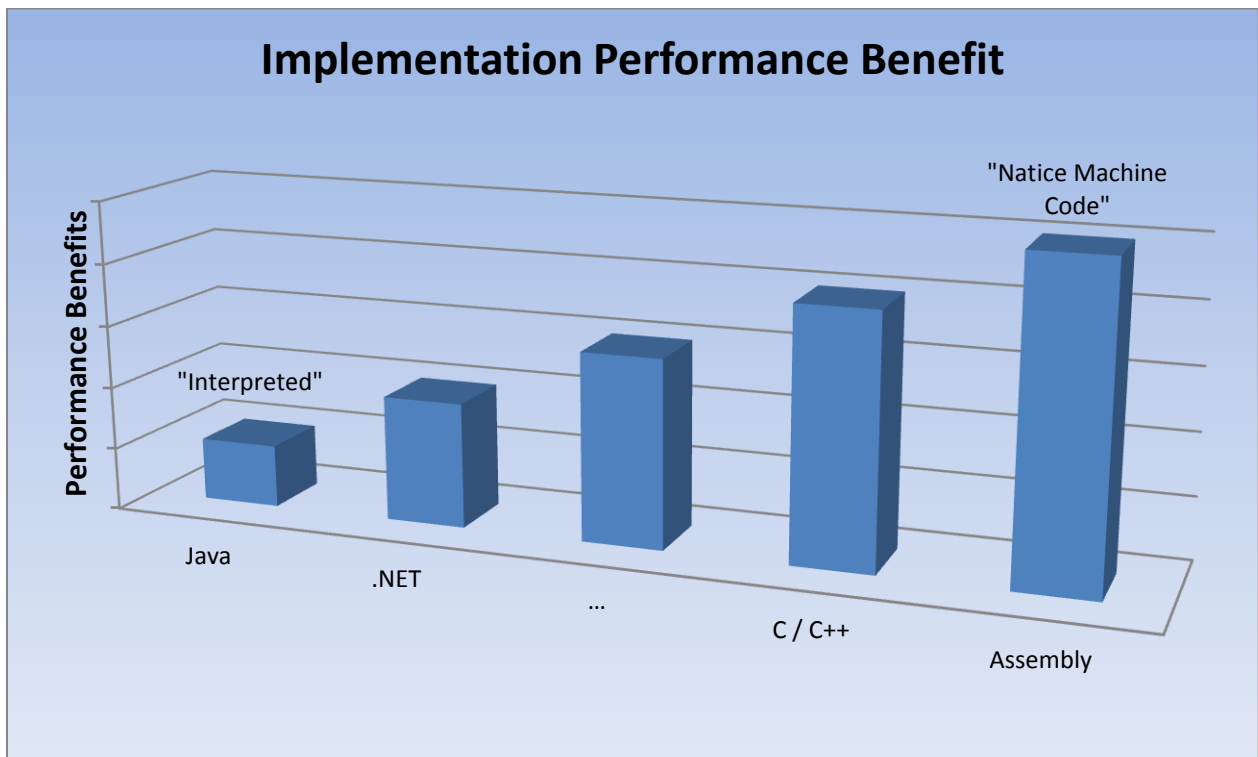 Implementation Performance Benefit
"Natice Machine
Code"
Performance Benefits
"Interpreted"
Java
.NET
...
C / C++
Assembly